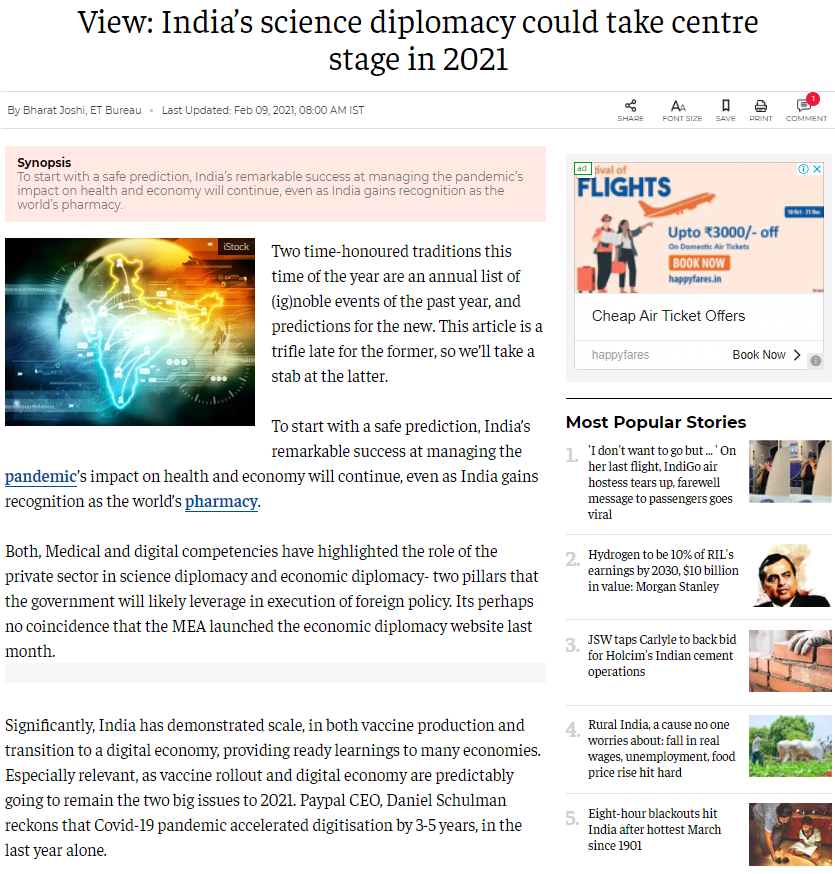 View: India's science diplomacy could take centre
stage in 2021
By Bharat Joshi, ET Bureau • Last Updated: Feb 09, 2021, 08:00 AM IST
SHARE
FONT SIZE
SAVE
PRINT
1
COMMENT
Synopsis
To start with a safe prediction, India's remarkable success at managing the pandemic's
impact on health and economy will continue, even as India gains recognition as the
world's pharmacy.
iStock
Two time-honoured traditions this
time of the year are an annual list of
(ig)noble events of the past year, and
predictions for the new. This article is a
trifle late for the former, so we'll take a
stab at the latter.
To start with a safe prediction, India's
remarkable success at managing the
pandemic's impact on health and economy will continue, even as India gains
recognition as the world's pharmacy.
Both, Medical and digital competencies have highlighted the role of the
private sector in science diplomacy and economic diplomacy- two pillars that
the government will likely leverage in execution of foreign policy. Its perhaps
no coincidence that the MEA launched the economic diplomacy website last
month.
Significantly, India has demonstrated scale, in both vaccine production and
transition to a digital economy, providing ready learnings to many economies.
Especially relevant, as vaccine rollout and digital economy are predictably
going to remain the two big issues to 2021. Paypal CEO, Daniel Schulman
reckons that Covid-19 pandemic accelerated digitisation by 3-5 years, in the
last year alone.
ad
tival of
FLIGHTS
Upto ₹3000/- off
On Domestic Air Tickets
BOOK NOW
happyfares.in
Cheap Air Ticket Offers
happyfares
Book Now
Most Popular Stories
1. 'I don't want to go but ... ' On
her last flight, IndiGo air
hostess tears up, farewell
message to passengers goes
viral
2. Hydrogen to be 10% of RIL's
earnings by 2030, $10 billion
in value: Morgan Stanley
3. JSW taps Carlyle to back bid
for Holcim's Indian cement
operations
4. Rural India, a cause no one
worries about: fall in real
wages, unemployment, food
price rise hit hard
5. Eight-hour blackouts hit
India after hottest March
since 1901